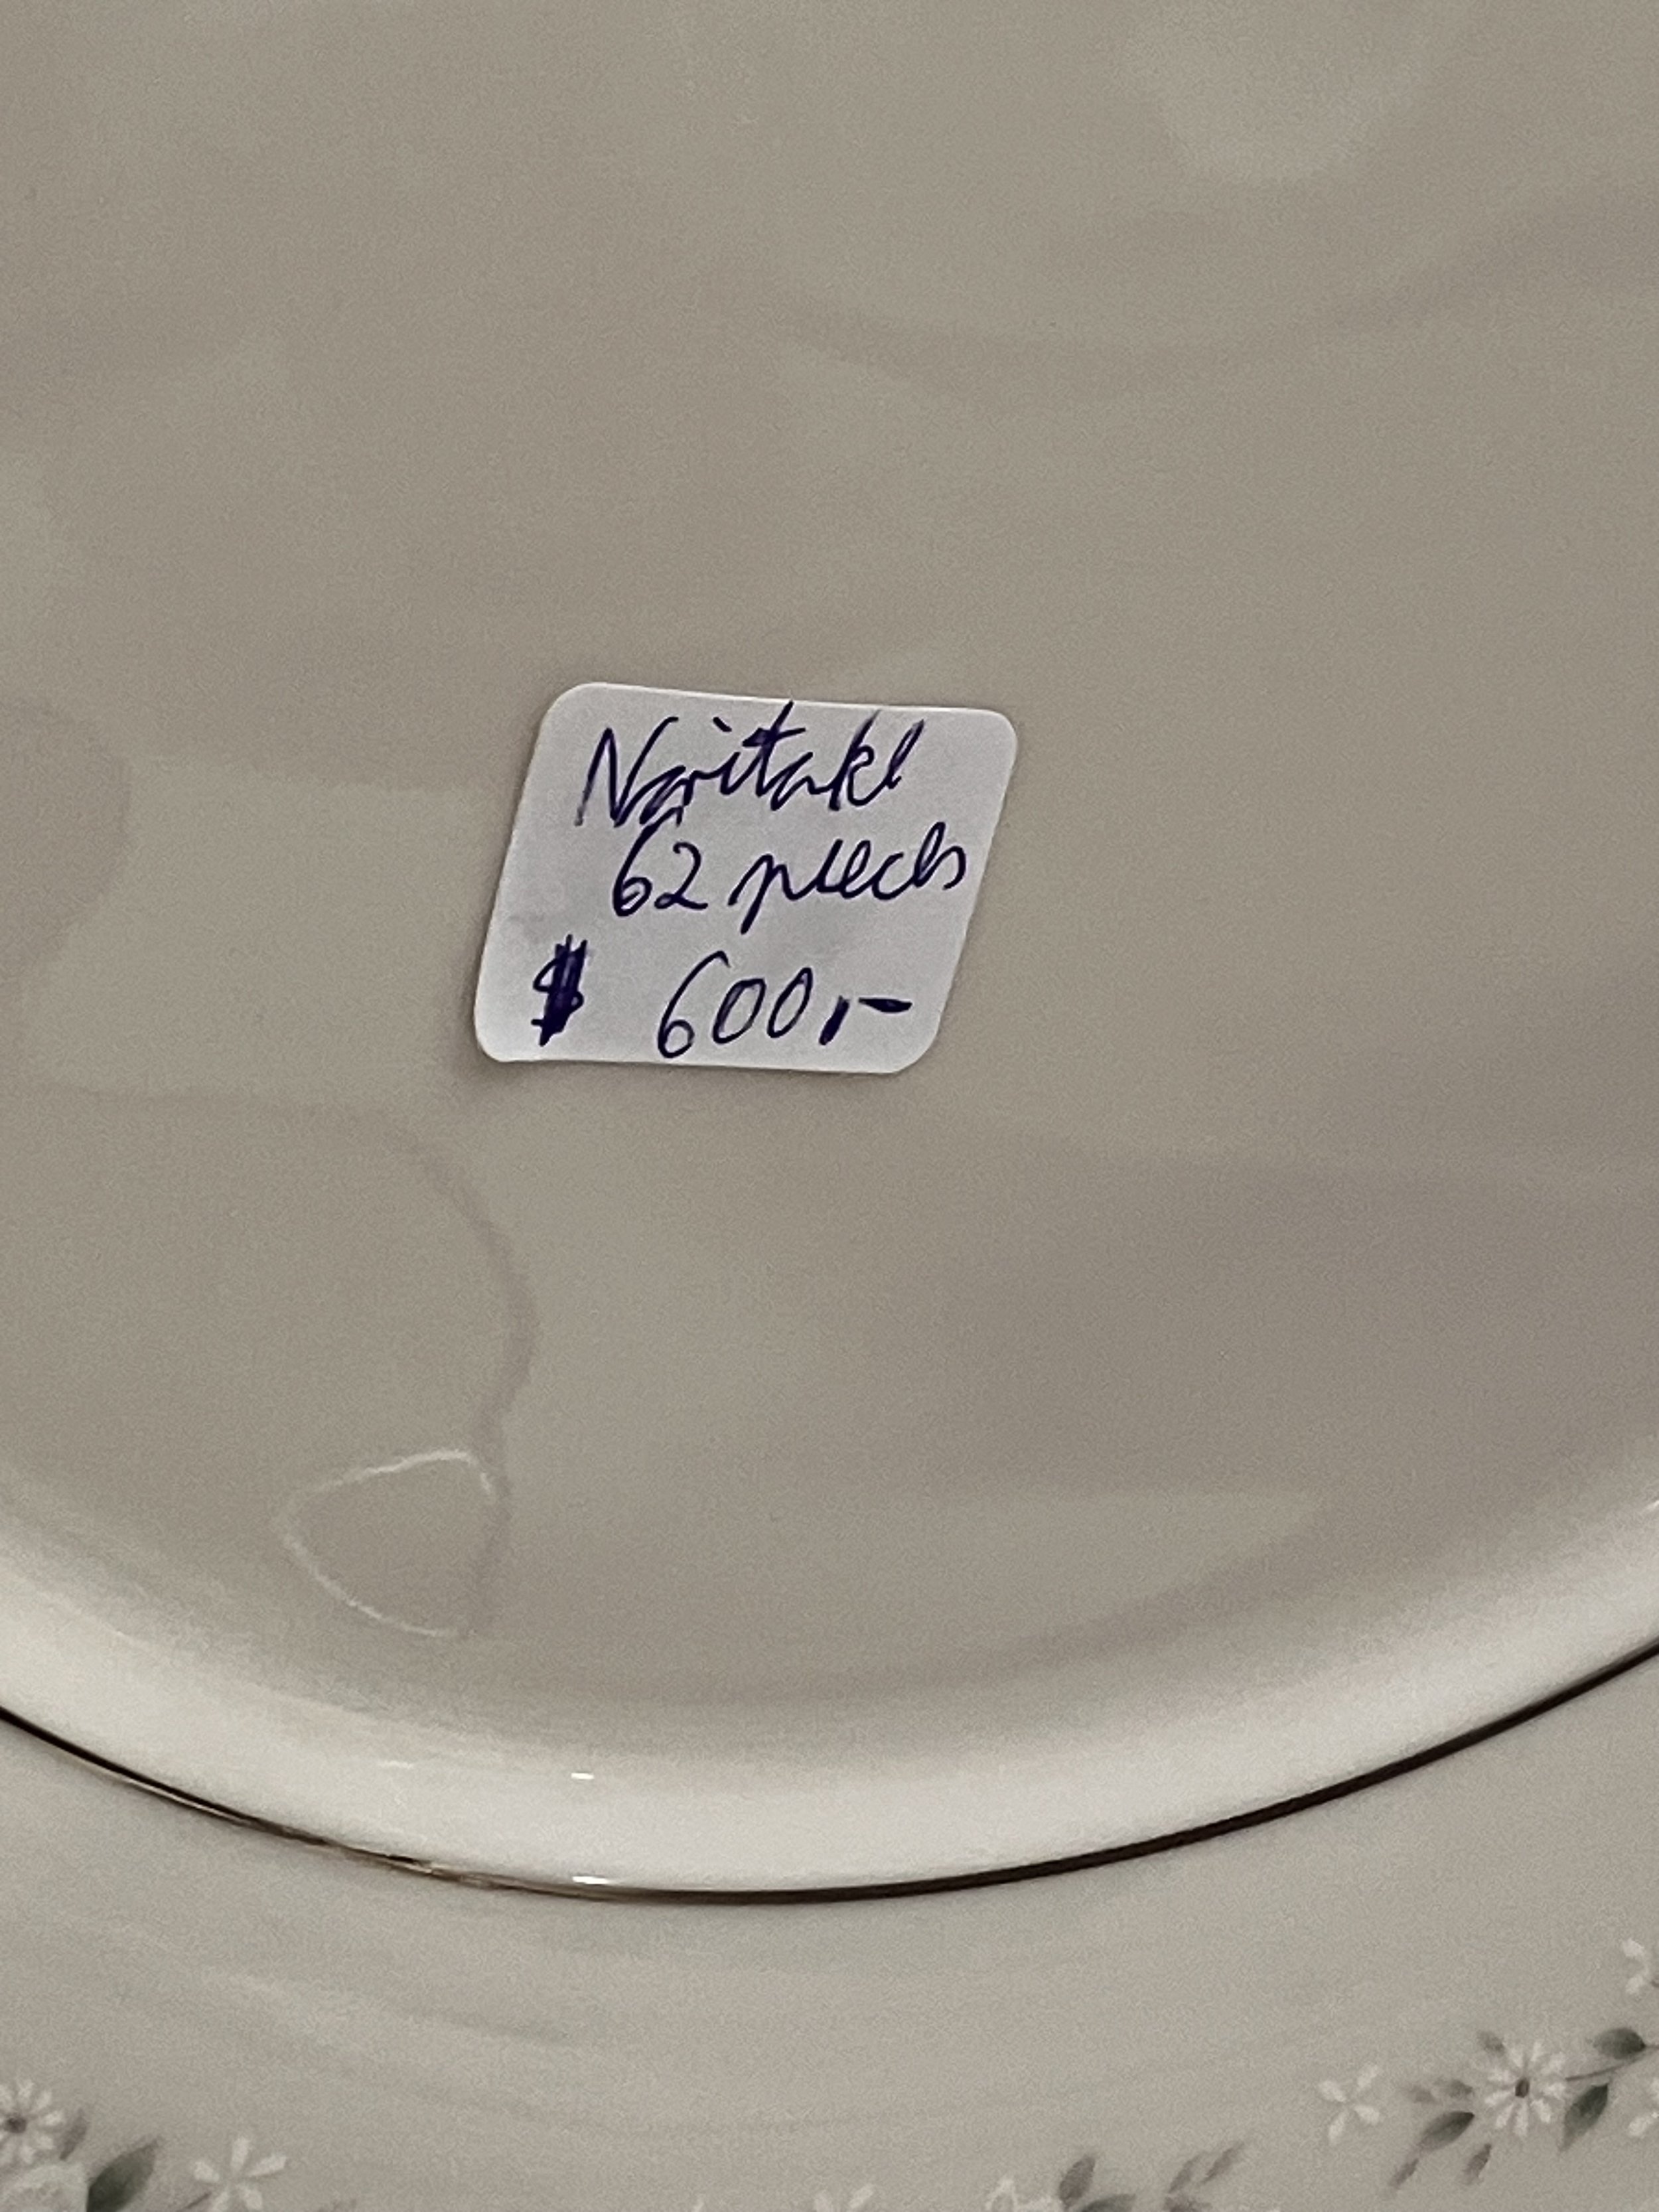 Noritake
62 pieces
$ 600,-